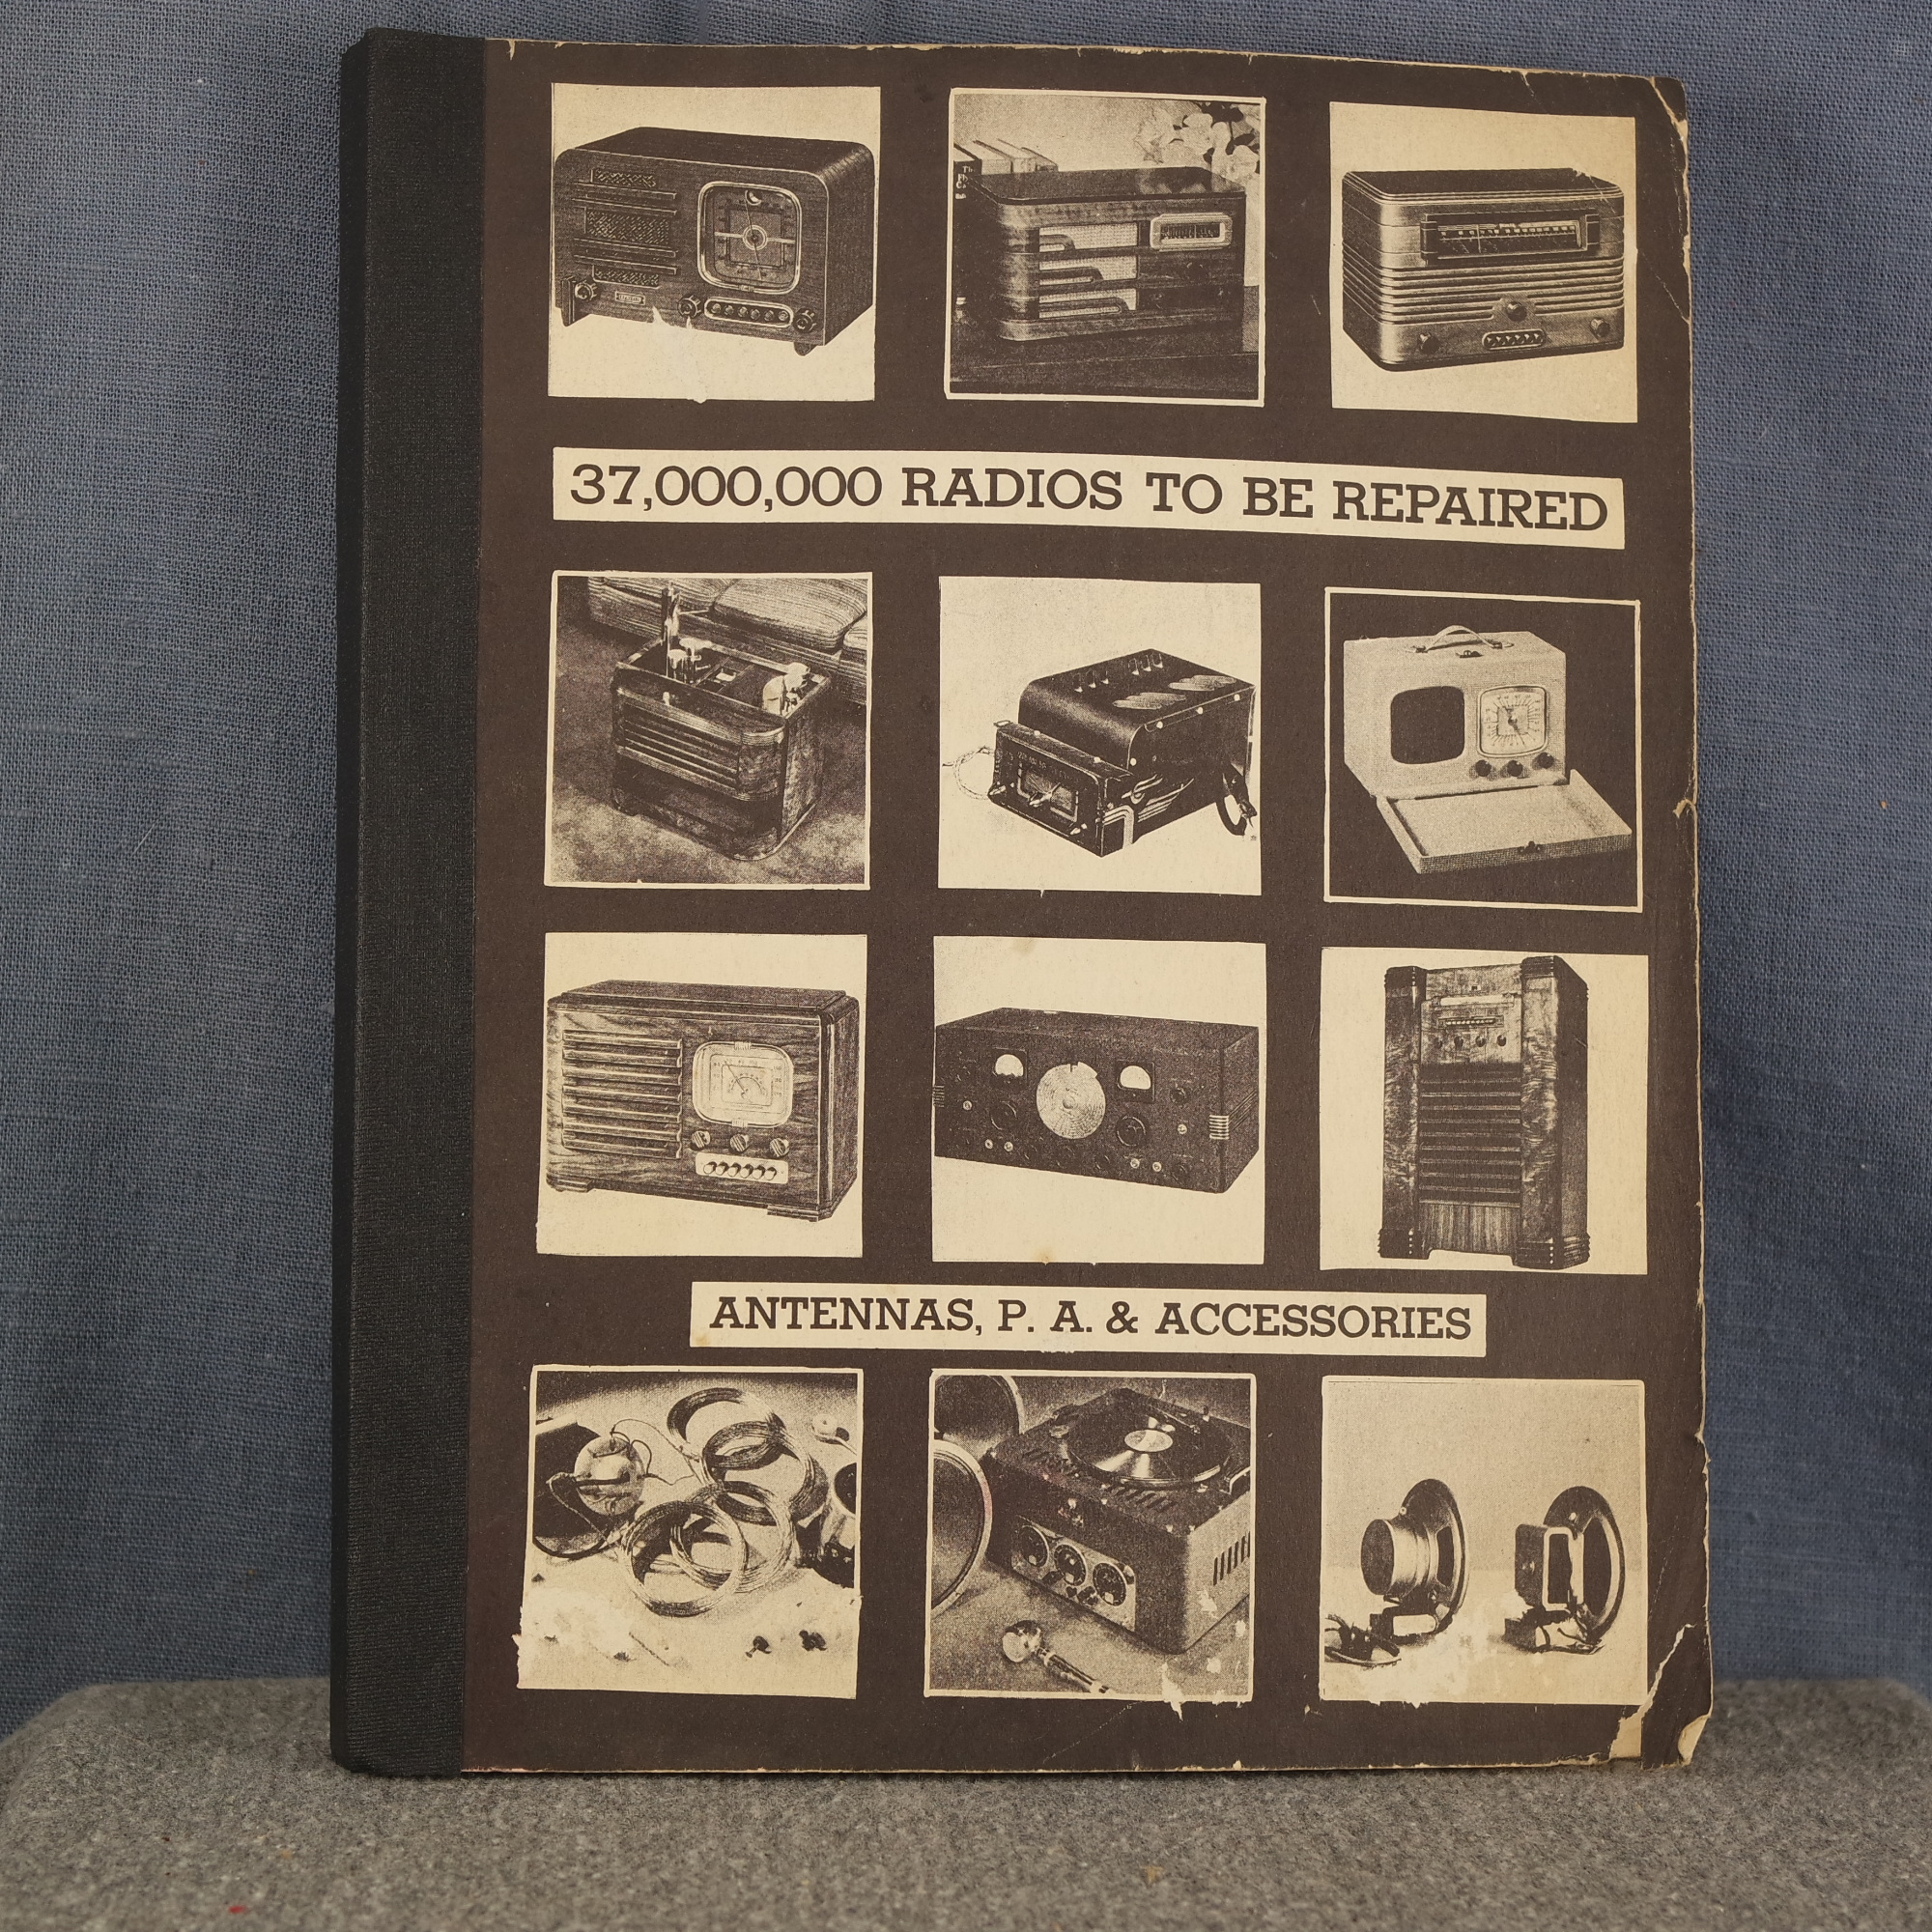 37,000,000 RADIOS TO BE REPAIRED
ANTENNAS, P. A. & ACCESSORIES